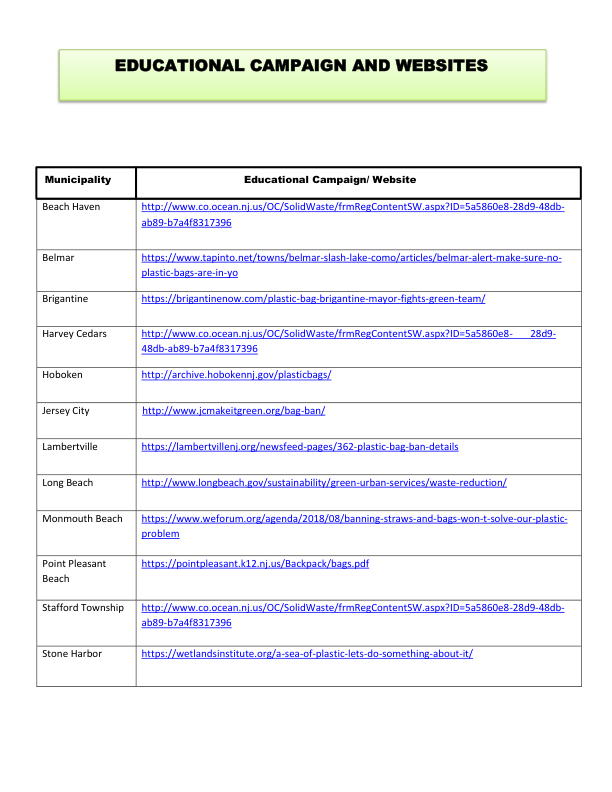 EDUCATIONAL CAMPAIGN AND WEBSITES
Municipality Educational Campaign/ Website
Beach Haven http://www.co.ocean.nj.us/OC/SolidWaste/frmRegContentSW.aspx?ID=5a5860e8-28d9-48db-
ab89-b7a4f8317396
Belmar https://www.tapinto.net/towns/belmar-slash-lake-como/articles/belmar-alert-make-sure-no-
plastic-bags-are-in-yo
Brigantine https://brigantinenow.com/plastic-bag-brigantine-mayor-fights-green-team/
Harvey Cedars http://www.co.ocean.nj.us/OC/SolidWaste/frmRegContentSW.aspx?ID=5a5860e8- 28d9-
48db-ab89-b7a4f8317396
Hoboken http://archive.hobokennj.gov/plasticbags/
Jersey City http://www.jcmakeitgreen.org/bag-ban/
Lambertville https://lambertvillenj.org/newsfeed-pages/362-plastic-bag-ban-details
Long Beach http://www.longbeach.gov/sustainability/green-urban-services/waste-reduction/
Monmouth Beach https://www.weforum.org/agenda/2018/08/banning-straws-and-bags-won-t-solve-our-plastic-
problem
Point Pleasant https://pointpleasant.k12.nj.us/Backpack/bags.pdf
Beach
Stafford Township http://www.co.ocean.nj.us/OC/SolidWaste/frmRegContentSW.aspx?ID=5a5860e8-28d9-48db-
ab89-b7a4f8317396
Stone Harbor https://wetlandsinstitute.org/a-sea-of-plastic-lets-do-something-about-it/